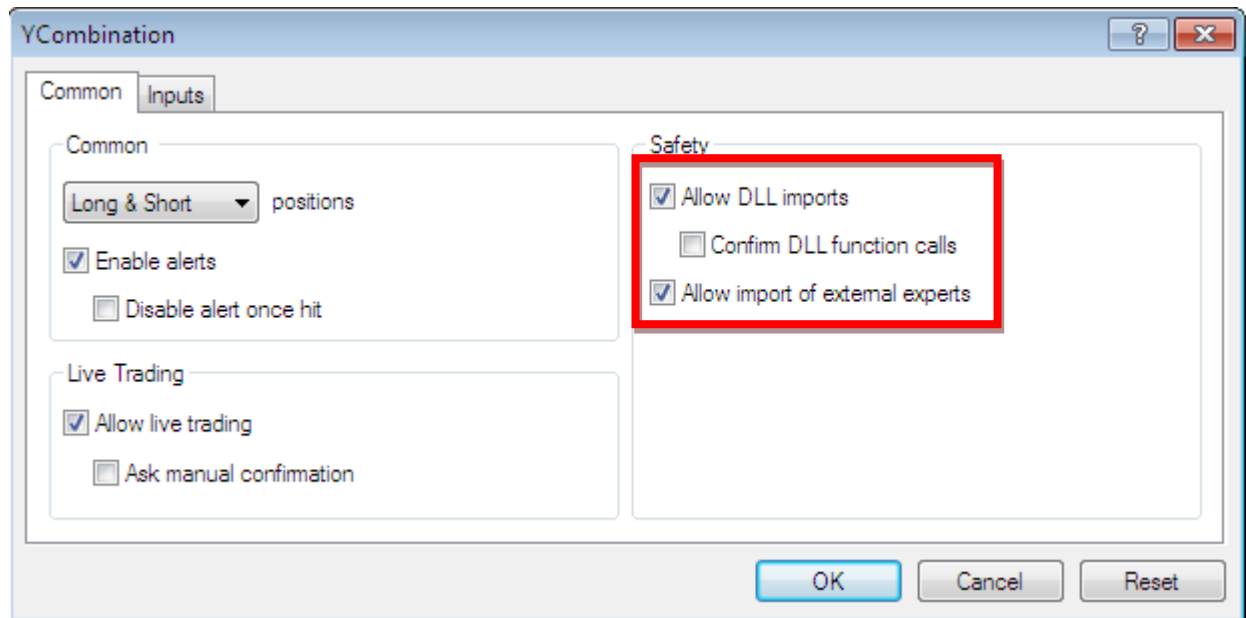 YCombination
?
Common
Inputs
Common
Long & Short
positions
Enable alerts
Disable alert once hit
Live Trading
Allow live trading
Ask manual confirmation
Safety
Allow DLL imports
Confirm DLL function calls
Allow import of external experts
OK
Cancel
Reset